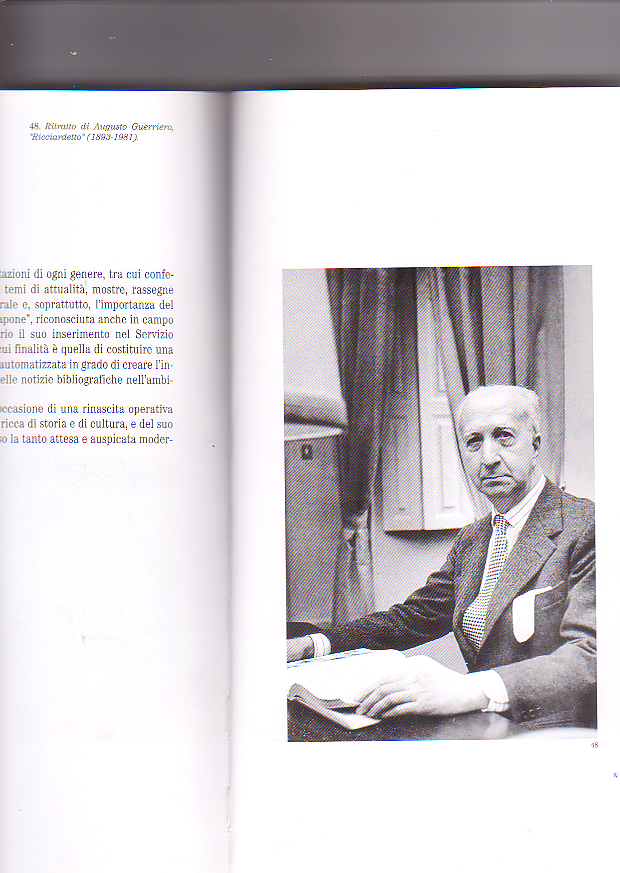 48. Ritratto di Augusto Guerriero,
"Ricciardetto" (1893-1981).
tazioni di ogni genere, tra cui confe-
temi di attualità, mostre, rassegne
rale e, soprattutto, l'importanza del
apone", riconosciuta anche in campo
rio il suo inserimento nel Servizio
cui finalità è quella di costituire una
automatizzata in grado di creare l'in-
elle notizie bibliografiche nell'ambi-
occasione di una rinascita operativa
ricca di storia e di cultura, e del suo
so la tanto attesa e auspicata moder-
48